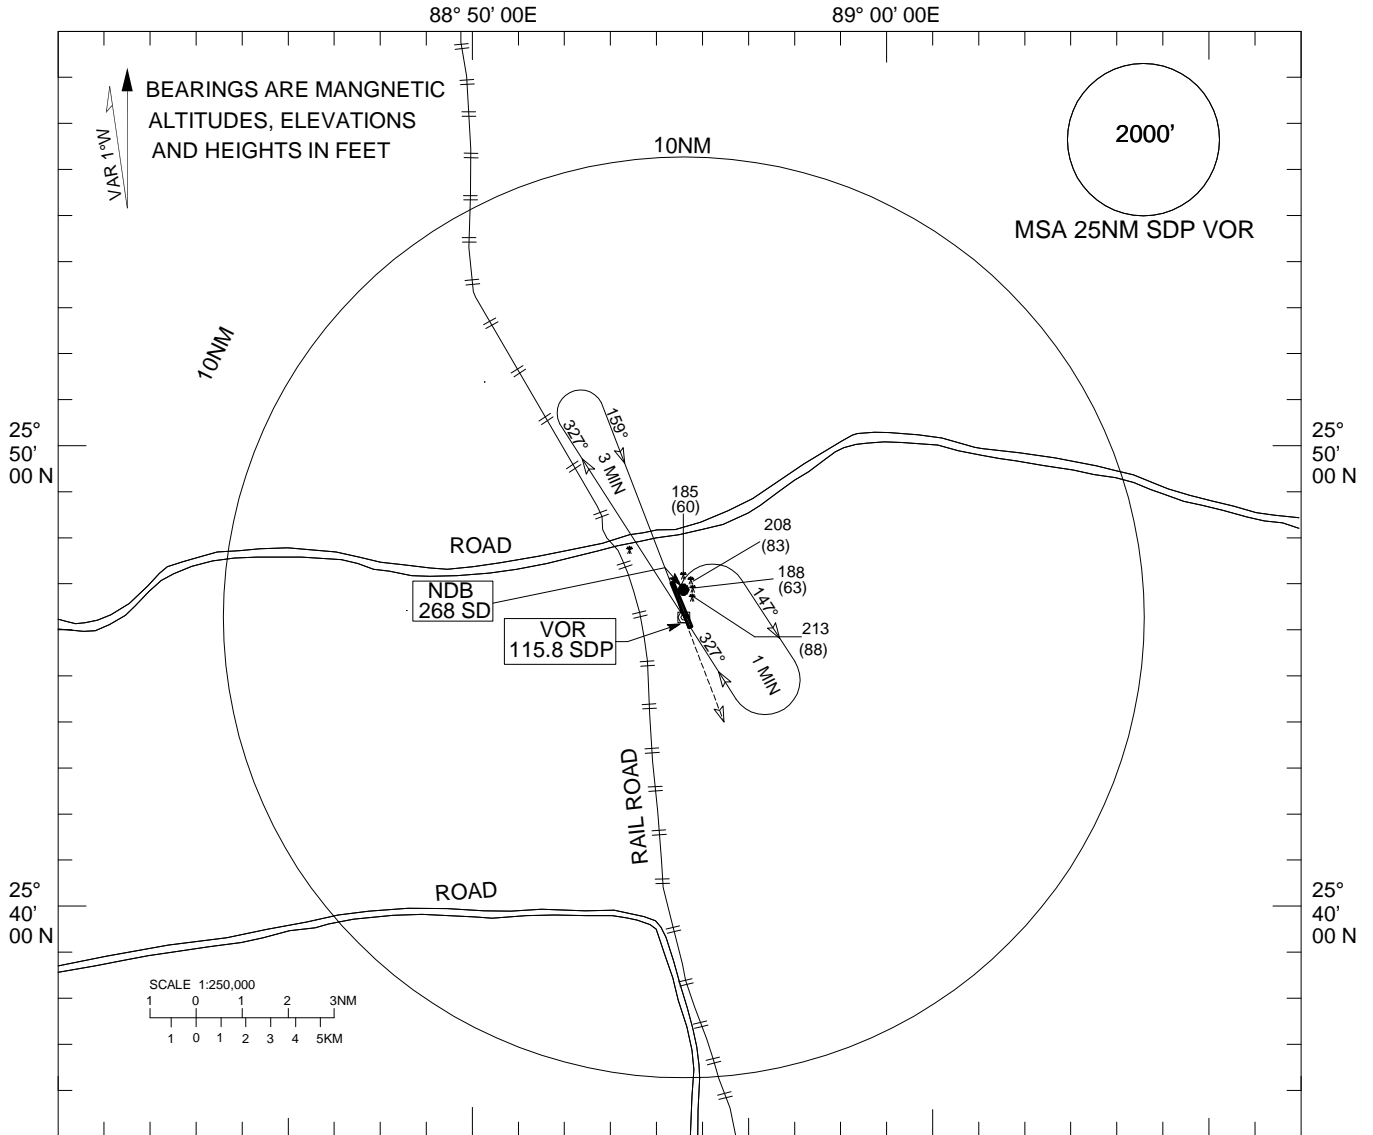 88° 50' 00E
89° 00' 00E
BEARINGS ARE MANGNETIC
ALTITUDES, ELEVATIONS
AND HEIGHTS IN FEET
VAR 1°W
10NM
2000'
MSA 25NM SDP VOR
10NM
25°
50'
00 N
25°
50'
00 N
159°
327°
3 MIN
185
(60)
208
(83)
188
(63)
213
(88)
ROAD
NDB
268 SD
VOR
115.8 SDP
147°
327°
1 MIN
RAIL ROAD
ROAD
25°
40'
00 N
25°
40'
00 N
SCALE 1:250,000
1 0 1 2 3NM
1 0 1 2 3 4 5KM